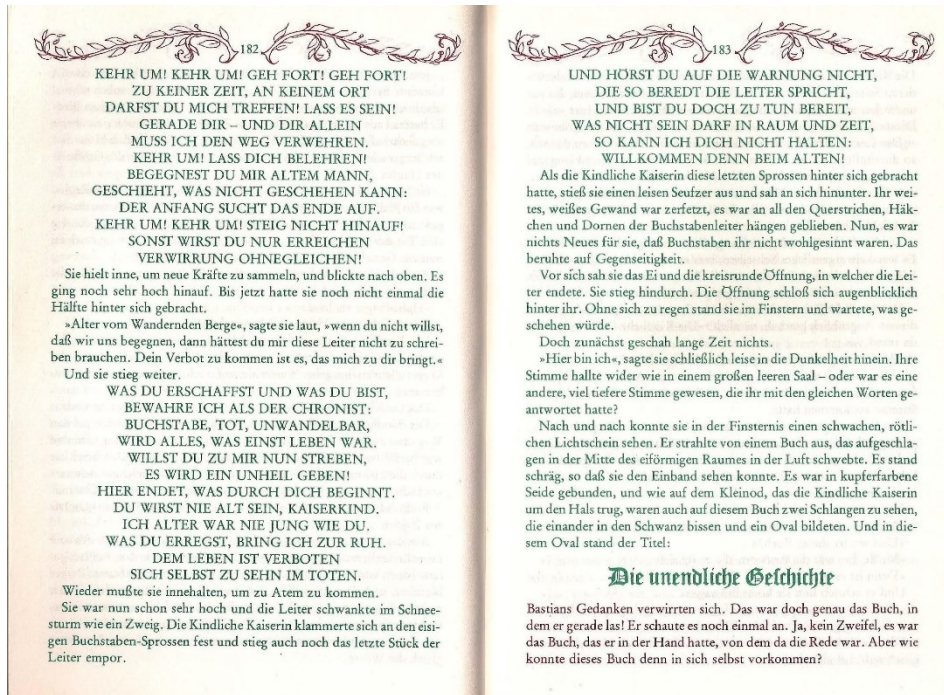 182
KEHR UM! KEHR UM! GEH FORT! GEH FORT!
ZU KEINER ZEIT, AN KEINEM ORT
DARFST DU MICH TREFFEN! LASS ES SEIN!
GERADE DIR – UND DIR ALLEIN
MUSS ICH DEN WEG VERWEHREN.
KEHR UM! LASS DICH BELEHREN!
BEGEGNEST DU MIR ALTEM MANN,
GESCHIEHT, WAS NICHT GESCHEHEN KANN:
DER ANFANG SUCHT DAS ENDE AUF.
KEHR UM! KEHR UM! STEIG NICHT HINAUF!
SONST WIRST DU NUR ERREICHEN
VERWIRRUNG OHNEGLEICHEN!
Sie hielt inne, um neue Kräfte zu sammeln, und blickte nach oben. Es
ging noch sehr hoch hinauf. Bis jetzt hatte sie noch nicht einmal die
Hälfte hinter sich gebracht.
»Alter vom Wandernden Berge«, sagte sie laut, »wenn du nicht willst,
daß wir uns begegnen, dann hättest du mir diese Leiter nicht zu schrei-
ben brauchen. Dein Verbot zu kommen ist es, das mich zu dir bringt.«
Und sie stieg weiter.
WAS DU ERSCHAFFST UND WAS DU BIST,
BEWAHRE ICH ALS DER CHRONIST:
BUCHSTABE, TOT, UNWANDELBAR,
WIRD ALLES, WAS EINST LEBEN WAR.
WILLST DU ZU MIR NUN STREBEN,
ES WIRD EIN UNHEIL GEBEN!
HIER ENDET, WAS DURCH DICH BEGINNT.
DU WIRST NIE ALT SEIN, KAISERKIND.
ICH ALTER WAR NIE JUNG WIE DU.
WAS DU ERREGST, BRING ICH ZUR RUH.
DEM LEBEN IST VERBOTEN
SICH SELBST ZU SEHN IM TOTEN.
Wieder mußte sie innehalten, um zu Atem zu kommen.
Sie war nun schon sehr hoch und die Leiter schwankte im Schnee-
sturm wie ein Zweig. Die Kindliche Kaiserin klammerte sich an den eisi-
gen Buchstaben-Sprossen fest und stieg auch noch das letzte Stück der
Leiter empor.
183
UND HÖRST DU AUF DIE WARNUNG NICHT,
DIE SO BEREDT DIE LEITER SPRICHT,
UND BIST DU DOCH ZU TUN BEREIT,
WAS NICHT SEIN DARF IN RAUM UND ZEIT,
SO KANN ICH DICH NICHT HALTEN:
WILLKOMMEN DENN BEIM ALTEN!
Als die Kindliche Kaiserin diese letzten Sprossen hinter sich gebracht
hatte, stieß sie einen leisen Seufzer aus und sah an sich hinunter. Ihr wei-
tes, weißes Gewand war zerfetzt, es war an all den Querstrichen, Häk-
chen und Dornen der Buchstabenleiter hängen geblieben. Nun, es war
nichts Neues für sie, daß Buchstaben ihr nicht wohlgesinnt waren. Das
beruhte auf Gegenseitigkeit.
Vor sich sah sie das Ei und die kreisrunde Öffnung, in welcher die Lei-
ter endete. Sie stieg hindurch. Die Öffnung schloß sich augenblicklich
hinter ihr. Ohne sich zu regen stand sie im Finstern und wartete, was ge-
schehen würde.
Doch zunächst geschah lange Zeit nichts.
»Hier bin ich«, sagte sie schließlich leise in die Dunkelheit hinein. Ihre
Stimme hallte wider wie in einem großen leeren Saal – oder war es eine
andere, viel tiefere Stimme gewesen, die ihr mit den gleichen Worten ge-
antwortet hatte?
Nach und nach konnte sie in der Finsternis einen schwachen, rötli-
chen Lichtschein sehen. Er strahlte von einem Buch aus, das aufgeschla-
gen in der Mitte des eiförmigen Raumes in der Luft schwebte. Es stand
schräg, so daß sie den Einband sehen konnte. Es war in kupferfarbene
Seide gebunden, und wie auf dem Kleinod, das die Kindliche Kaiserin
um den Hals trug, waren auch auf diesem Buch zwei Schlangen zu sehen,
die einander in den Schwanz bissen und ein Oval bildeten. Und in die-
sem Oval stand der Titel:
Die unendliche Geschichte
Bastians Gedanken verwirrten sich. Das war doch genau das Buch, in
dem er gerade las! Er schaute es noch einmal an. Ja, kein Zweifel, es war
das Buch, das er in der Hand hatte, von dem da die Rede war. Aber wie
konnte dieses Buch denn in sich selbst vorkommen?